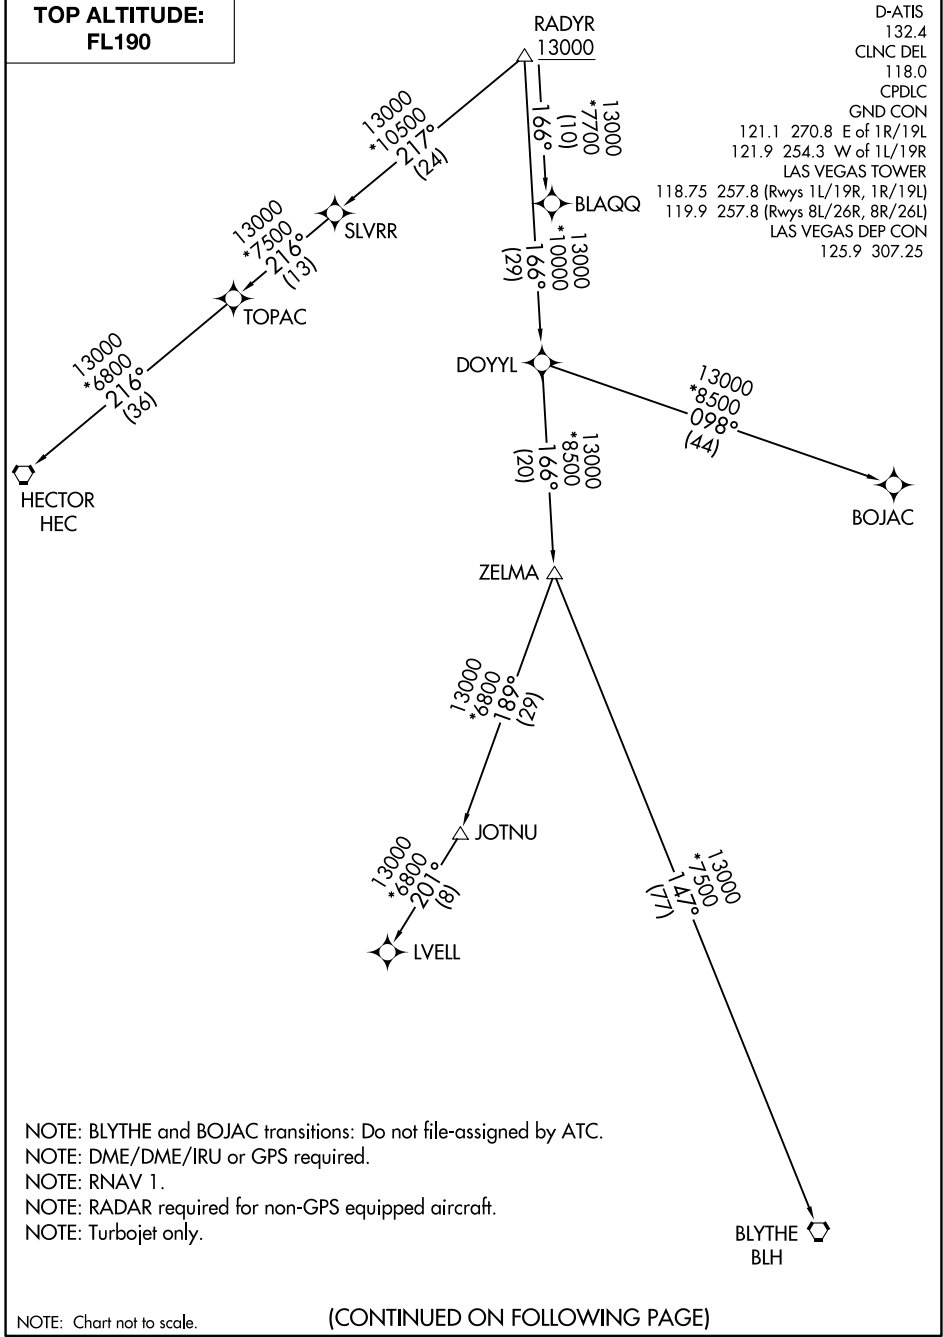 TOP ALTITUDE:
FL190
D-ATIS
132.4
CLNC DEL
118.0
CPDLC
GND CON
121.1 270.8 E of 1R/19L
121.9 254.3 W of 1L/19R
LAS VEGAS TOWER
118.75 257.8 (Rwys 1L/19R, 1R/19L)
119.9 257.8 (Rwys 8L/26R, 8R/26L)
LAS VEGAS DEP CON
125.9 307.25
RADYR
13000
13000
*10500
217°
(24)
13000
*7700
166°
(10)
SLVRR
BLAQQ
13000
*7500
216°
(13)
13000
*10000
166°
(29)
TOPAC
13000
*6800
216°
(36)
DOYYL
13000
*8500
098°
(44)
HECTOR
HEC
13000
*8500
166°
(20)
BOJAC
ZELMA
13000
*6800
189°
(29)
JOTNU
13000
*6800
201°
(8)
13000
*7500
147°
(77)
LVELL
NOTE: BLYTHE and BOJAC transitions: Do not file-assigned by ATC.
NOTE: DME/DME/IRU or GPS required.
NOTE: RNAV 1.
NOTE: RADAR required for non-GPS equipped aircraft.
NOTE: Turbojet only.
BLYTHE
BLH
NOTE: Chart not to scale.
(CONTINUED ON FOLLOWING PAGE)